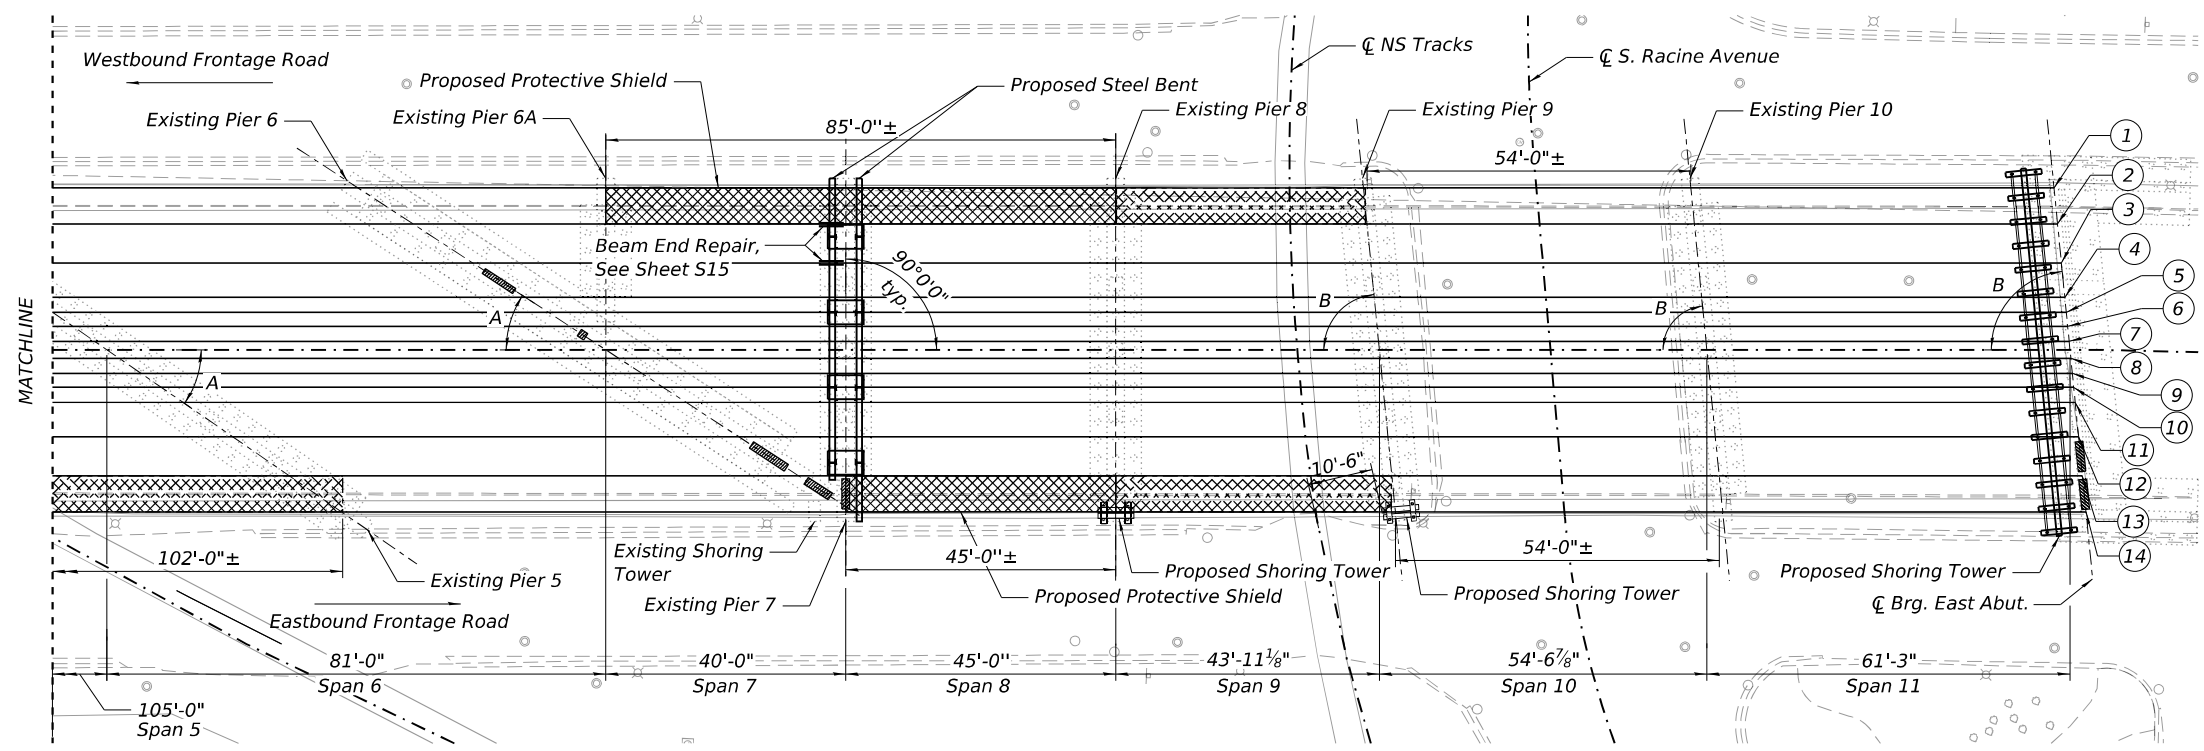 ℄ NS Tracks
℄ S. Racine Avenue
Westbound Frontage Road
Proposed Protective Shield
Proposed Steel Bent
Existing Pier 6
Existing Pier 6A
Existing Pier 8
Existing Pier 9
Existing Pier 10
85'-0''±
54'-0"±
1
2
3
4
5
6
7
8
9
10
11
12
13
14
Beam End Repair,
See Sheet S15
90°0'0"
typ.
A
A
B
B
B
MATCHLINE
10'-6"
102'-0"±
Existing Pier 5
Eastbound Frontage Road
Existing Shoring
Tower
Existing Pier 7
45'-0''±
Proposed Shoring Tower
Proposed Protective Shield
54'-0"±
Proposed Shoring Tower
Proposed Shoring Tower
℄ Brg. East Abut.
105'-0"
Span 5
81'-0"
Span 6
40'-0"
Span 7
45'-0''
Span 8
43'-11⅛"
Span 9
54'-6⅞"
Span 10
61'-3"
Span 11